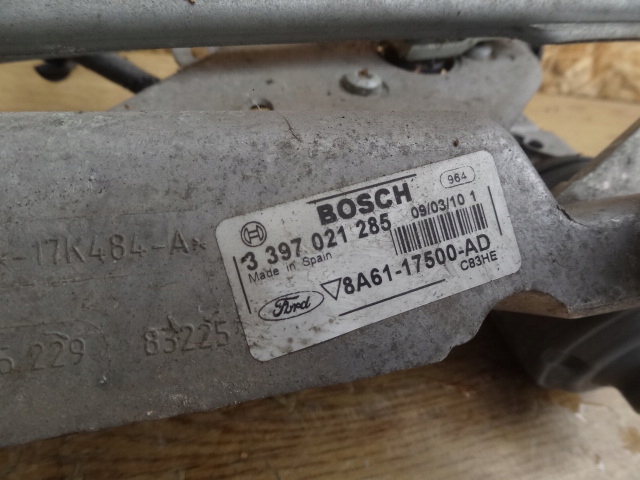 BOSCH
964
3 397 021 285
09/03/10 1
Made in Spain
8A61-17500-AD
C83HE
Ford
-17K484-A*
229 83225